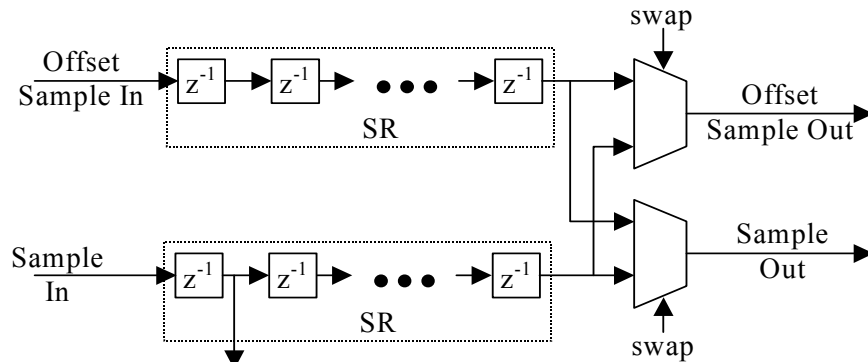 swap
Offset
Sample In
z⁻¹ z⁻¹ ••• z⁻¹
SR
Offset
Sample Out
Sample
In
z⁻¹ z⁻¹ ••• z⁻¹
SR
Sample
Out
swap